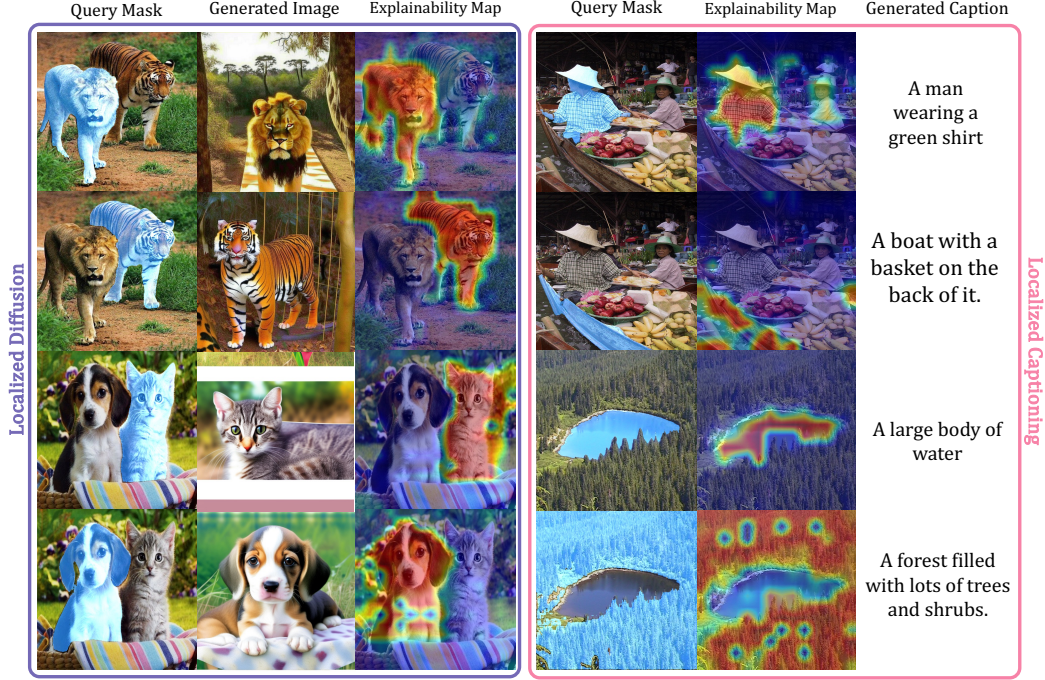 Query Mask
Generated Image
Explainability Map
Query Mask
Explainability Map
Generated Caption
Localized Diffusion
A man
wearing a
green shirt
A boat with a
basket on the
back of it.
A large body of
water
A forest filled
with lots of trees
and shrubs.
Localized Captioning